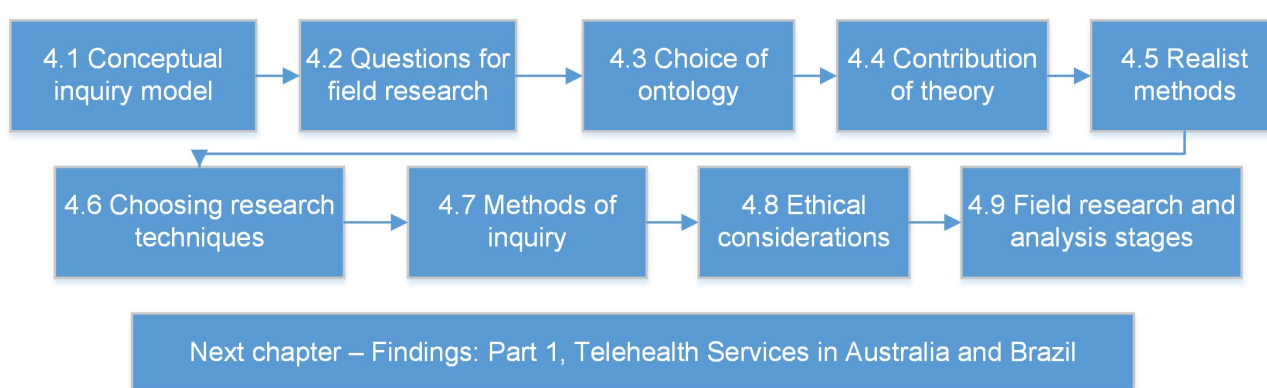 4.1 Conceptual
inquiry model
4.2 Questions for
field research
4.3 Choice of
ontology
4.4 Contribution
of theory
4.5 Realist
methods
4.6 Choosing research
techniques
4.7 Methods of
inquiry
4.8 Ethical
considerations
4.9 Field research and
analysis stages
Next chapter – Findings: Part 1, Telehealth Services in Australia and Brazil